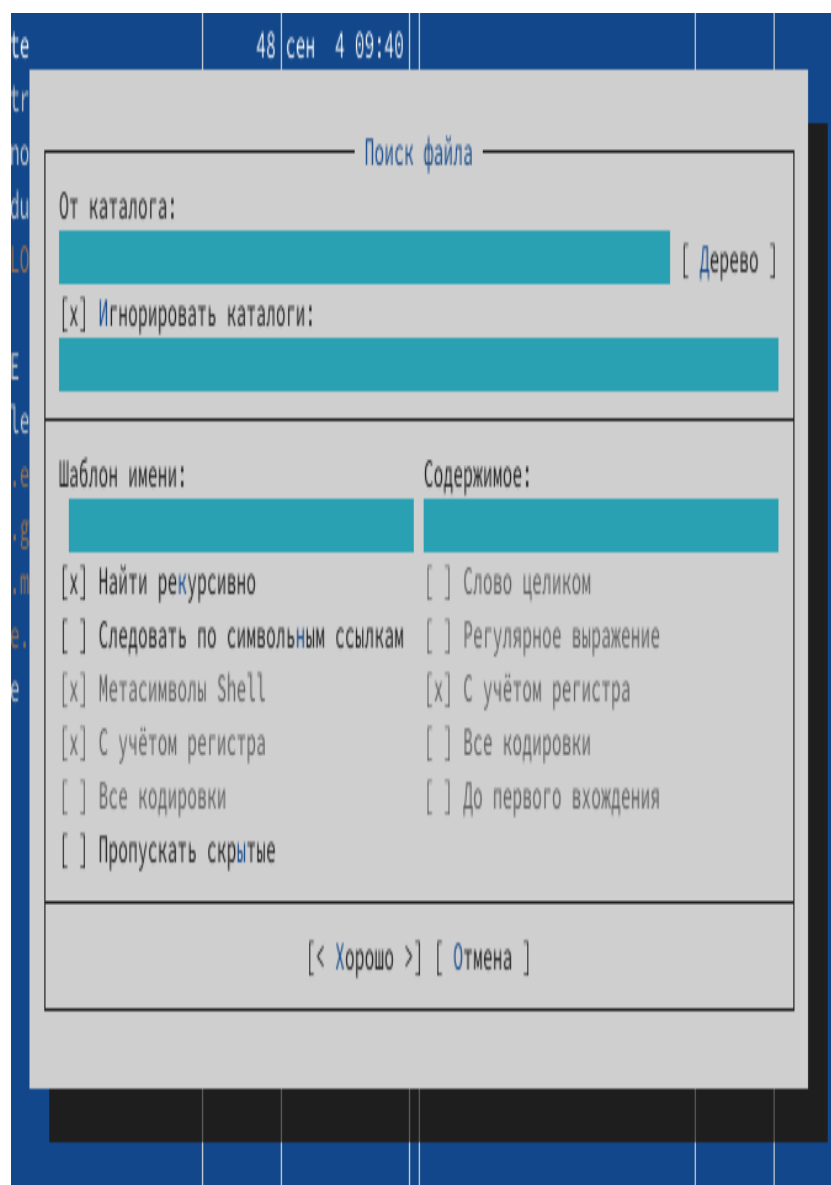 te 48 сен 4 09:40
tr
no Поиск файла
du От каталога:
LO [ Дерево ]
[x] Игнорировать каталоги:
E
le
.e Шаблон имени: Содержимое:
.g
.m [x] Найти рекурсивно [ ] Слово целиком
e. [ ] Следовать по символьным ссылкам [ ] Регулярное выражение
e [x] Метасимволы Shell [x] С учётом регистра
[x] С учётом регистра [ ] Все кодировки
[ ] Все кодировки [ ] До первого вхождения
[ ] Пропускать скрытые
[< Хорошо >] [ Отмена ]